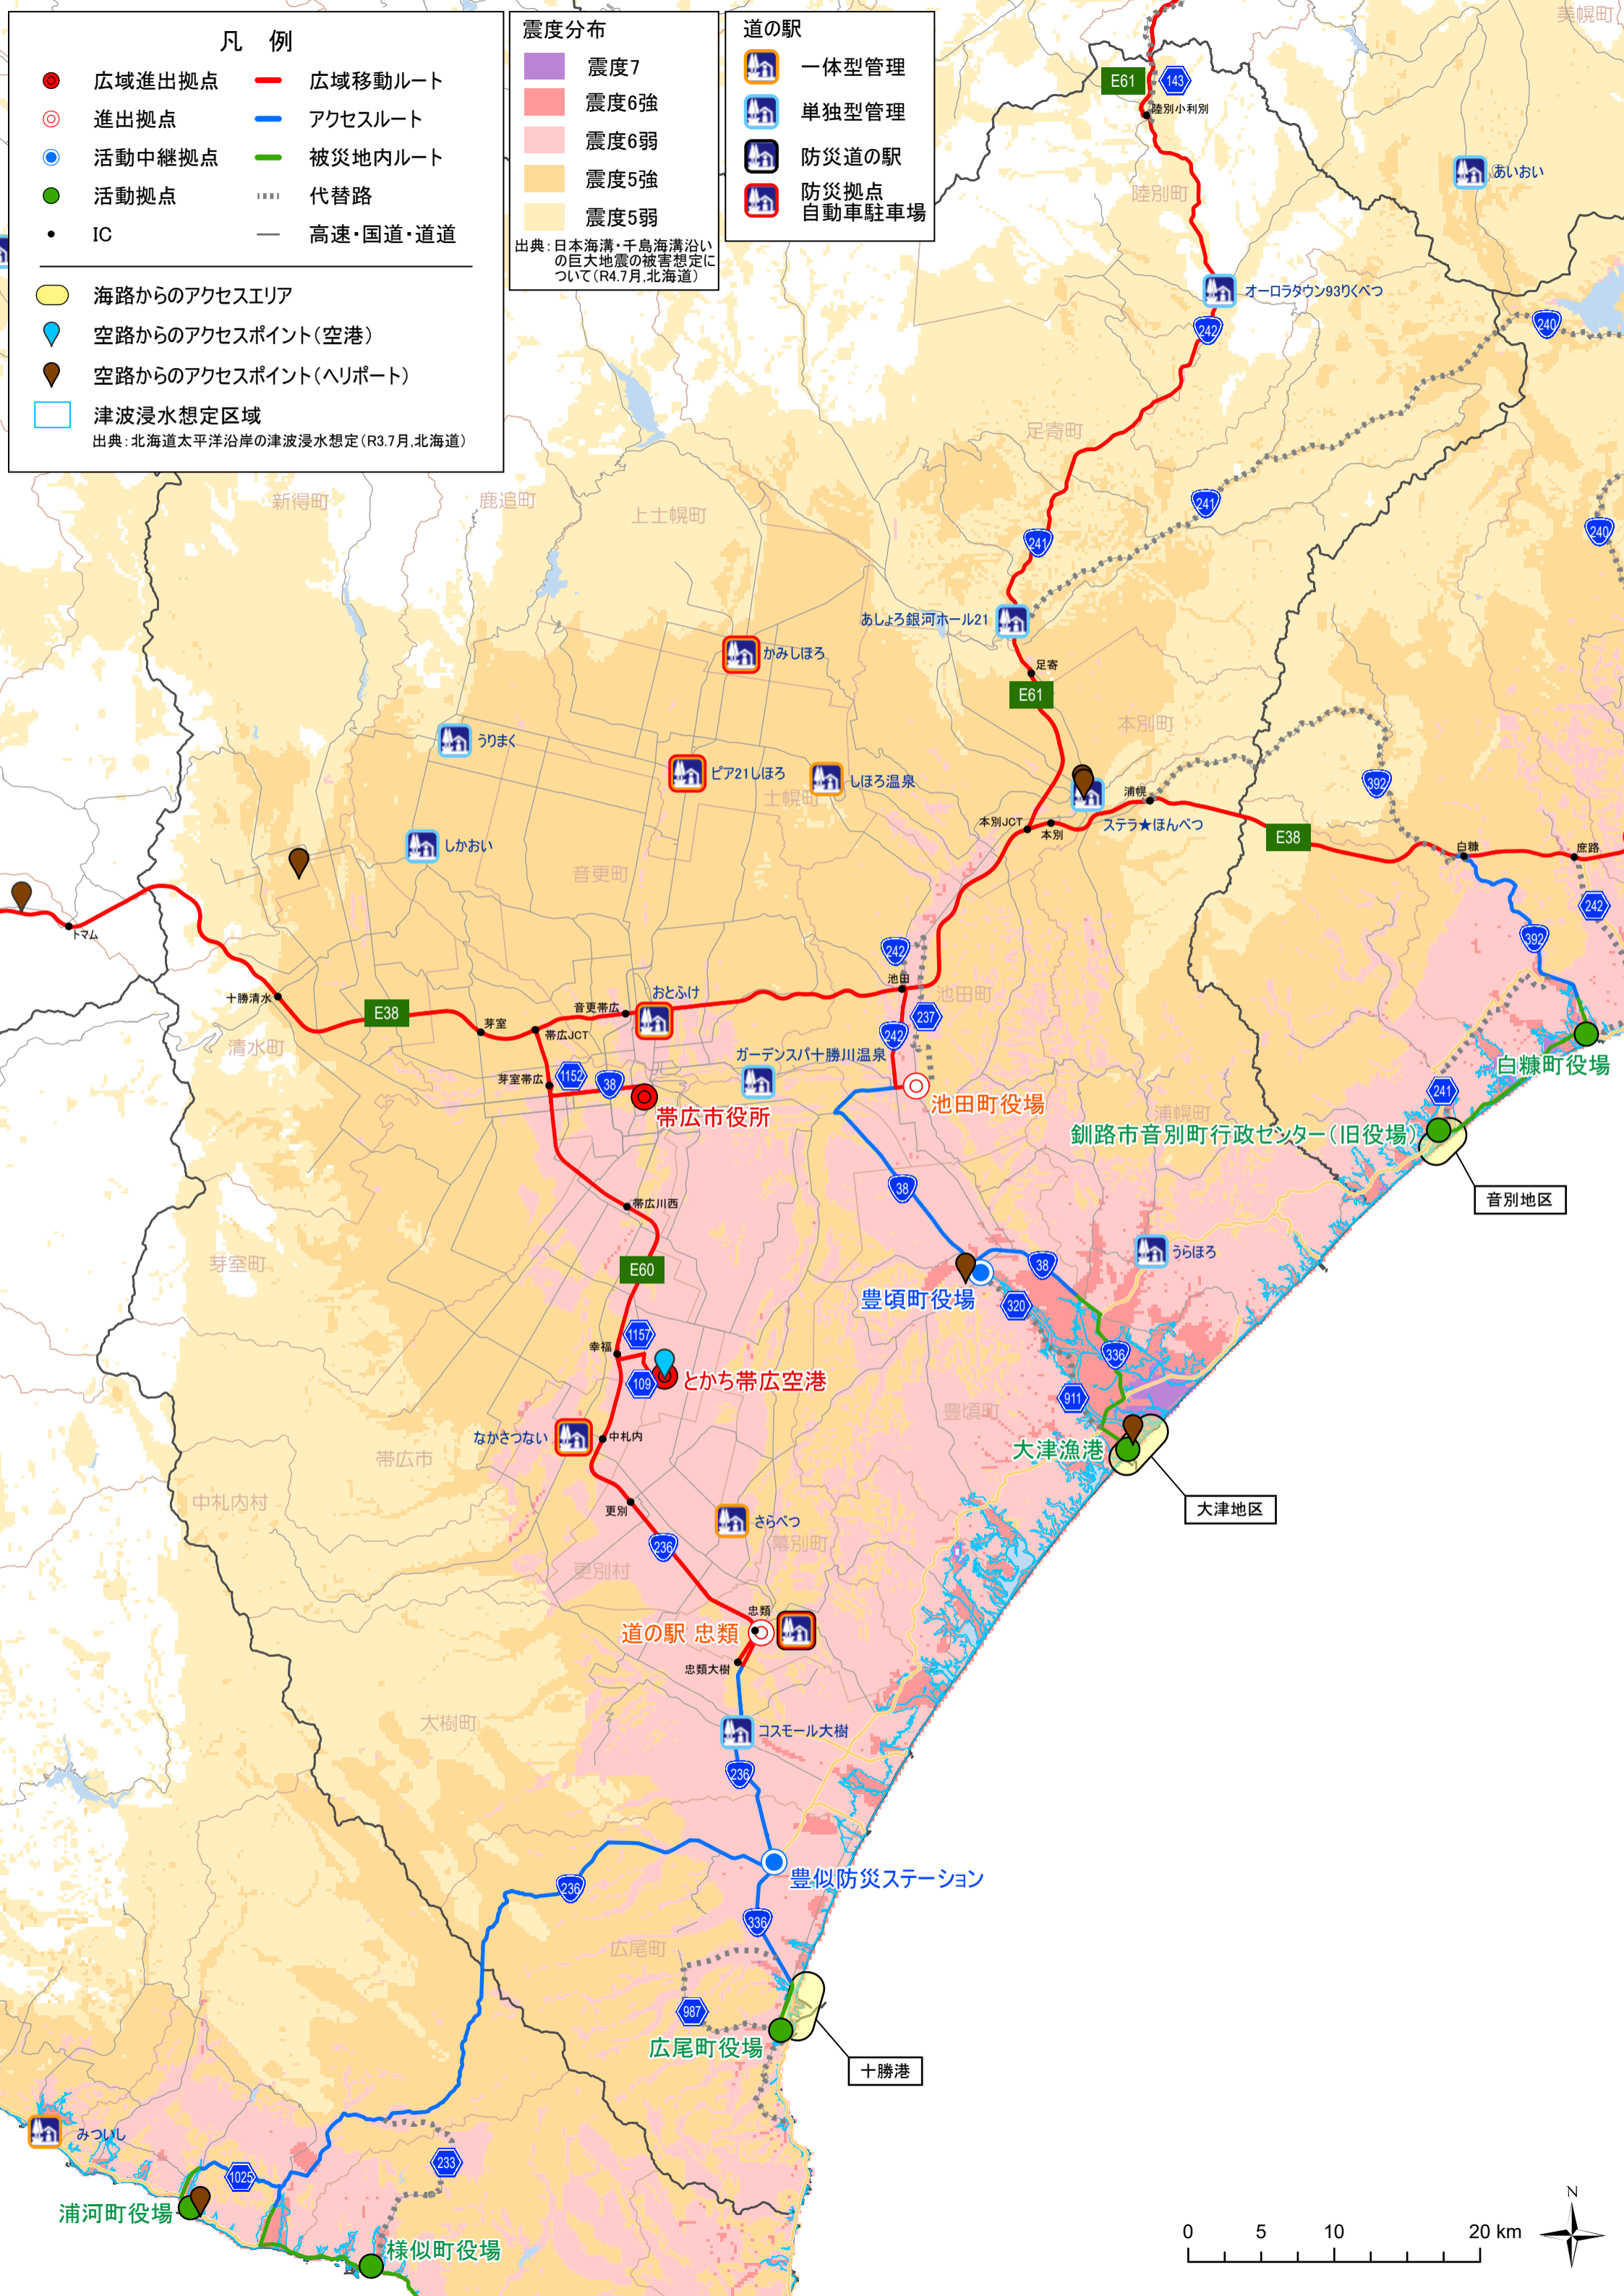 凡 例
広域進出拠点
広域移動ルート
進出拠点
アクセスルート
活動中継拠点
被災地内ルート
活動拠点
代替路
IC
高速・国道・道道
海路からのアクセスエリア
空路からのアクセスポイント(空港)
空路からのアクセスポイント(ヘリポート)
津波浸水想定区域
出典：北海道太平洋沿岸の津波浸水想定(R3.7月,北海道)
震度分布
震度7
震度6強
震度6弱
震度5強
震度5弱
出典：日本海溝・千島海溝沿い
の巨大地震の被害想定に
ついて(R4.7月,北海道)
道の駅
一体型管理
単独型管理
防災道の駅
防災拠点
自動車駐車場
美幌町
E61
143
陸別小利別
陸別町
あいおい
オーロラタウン93りくべつ
242
240
足寄町
新得町
鹿追町
上士幌町
241
241
240
あしょろ銀河ホール21
かみしほろ
足寄
E61
本別町
うりまく
ピア21しほろ
しほろ温泉
士幌町
392
浦幌
本別JCT
本別
ステラ★ほんべつ
E38
白糠
庶路
しかおい
音更町
242
トマム
392
242
池田
池田町
十勝清水
E38
おとふけ
音更帯広
芽室
帯広JCT
237
242
清水町
ガーデンスパ十勝川温泉
芽室帯広
1152
38
帯広市役所
池田町役場
白糠町役場
241
浦幌町
釧路市音別町行政センター(旧役場)
音別地区
38
帯広川西
芽室町
E60
うらほろ
38
豊頃町役場
320
1157
幸福
336
109
とかち帯広空港
911
豊頃町
なかさつない
中札内
大津漁港
帯広市
中札内村
大津地区
更別
さらべつ
236
幕別町
更別村
忠類
道の駅 忠類
忠類大樹
大樹町
コスモール大樹
236
豊似防災ステーション
236
336
広尾町
987
広尾町役場
十勝港
みついし
233
1025
浦河町役場
様似町役場
N
0 5 10 20 km